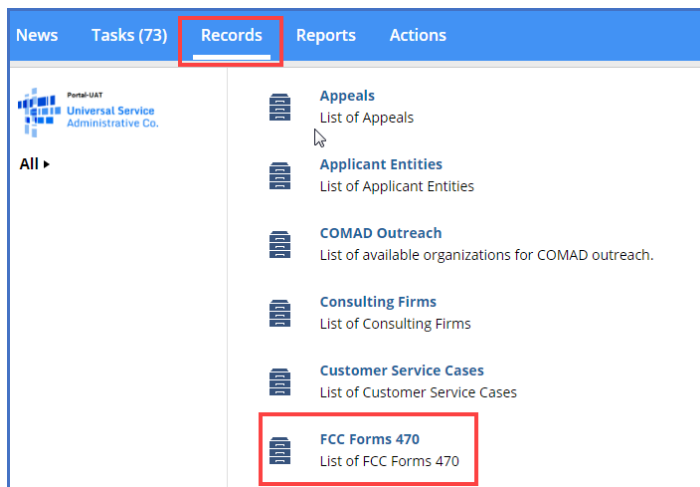 News Tasks (73) Records Reports Actions
Portal-UAT
Universal Service
Administrative Co.
All ▸
Appeals
List of Appeals
Applicant Entities
List of Applicant Entities
COMAD Outreach
List of available organizations for COMAD outreach.
Consulting Firms
List of Consulting Firms
Customer Service Cases
List of Customer Service Cases
FCC Forms 470
List of FCC Forms 470